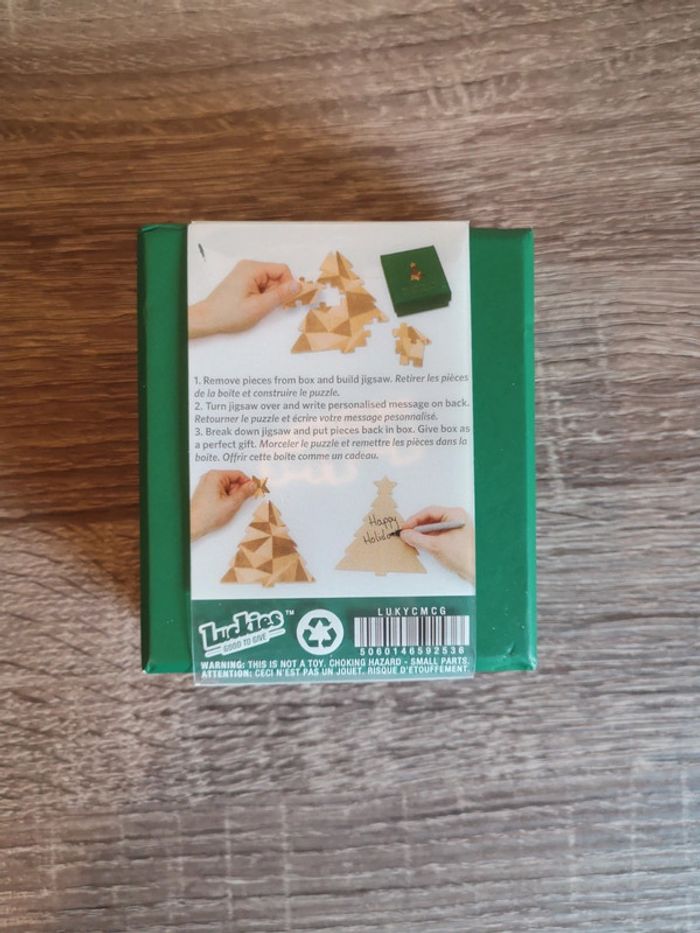 1. Remove pieces from box and build jigsaw. Retirer les pièces
de la boîte et construire le puzzle.
2. Turn jigsaw over and write personalised message on back.
Retourner le puzzle et écrire votre message pesonnalisé.
3. Break down jigsaw and put pieces back in box. Give box as
a perfect gift. Morceler le puzzle et remettre les pièces dans la
boîte. Offrir cette boîte comme un cadeau.
Happy
Holida
Luckies™
GOOD TO GIVE
LUKYCMCG
5060146592536
WARNING: THIS IS NOT A TOY. CHOKING HAZARD - SMALL PARTS.
ATTENTION: CECI N'EST PAS UN JOUET. RISQUE D'ETOUFFEMENT.